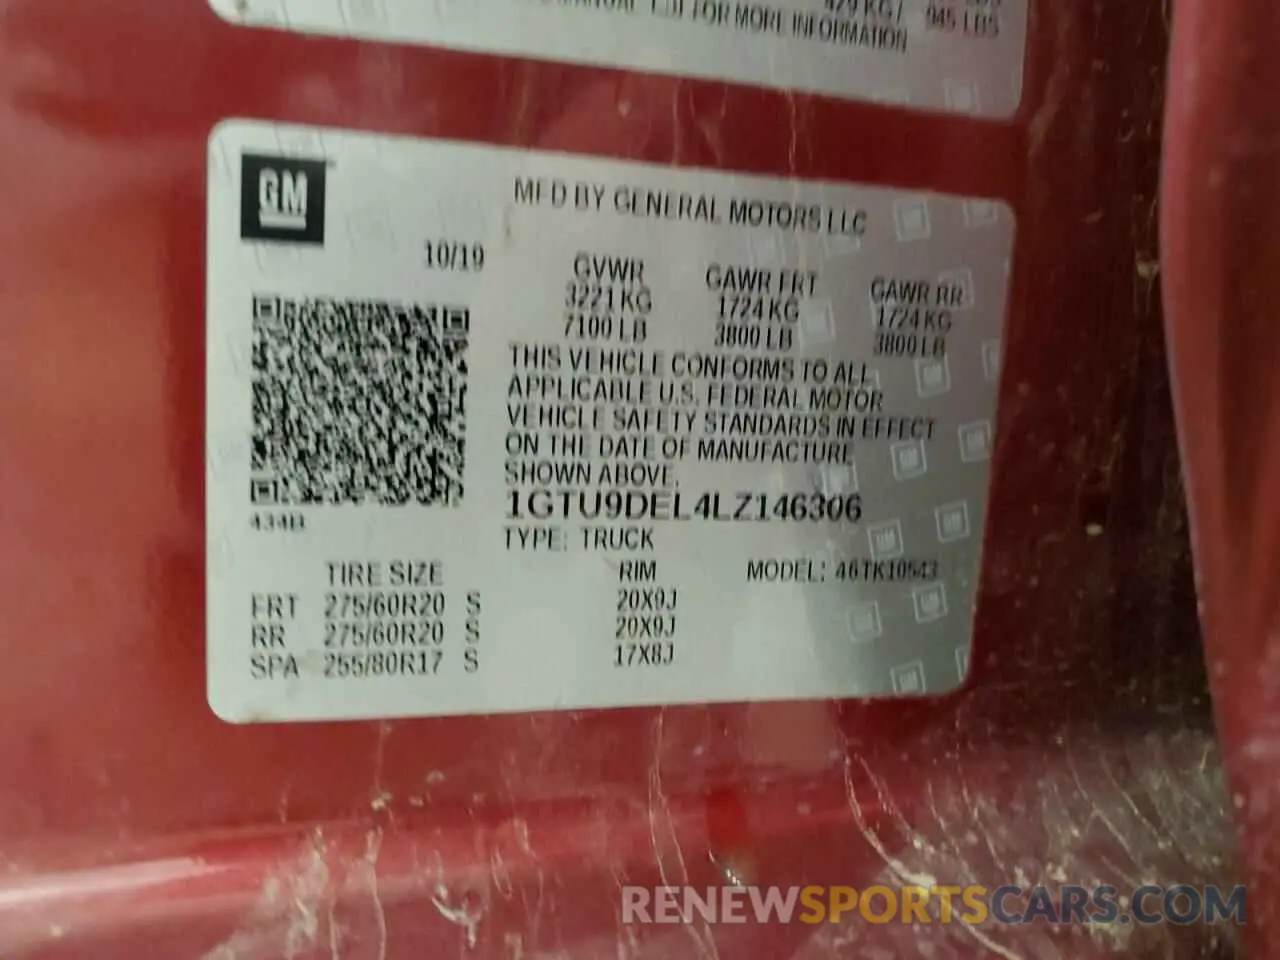 429 KG / 945 LBS
FOR MORE INFORMATION
GM
MFD BY GENERAL MOTORS LLC
10/19
GVWR GAWR FRT GAWR RR
3221 KG 1724 KG 1724 KG
7100 LB 3800 LB 3800 LB
THIS VEHICLE CONFORMS TO ALL
APPLICABLE U.S. FEDERAL MOTOR
VEHICLE SAFETY STANDARDS IN EFFECT
ON THE DATE OF MANUFACTURE
SHOWN ABOVE.
1GTU9DEL4LZ146306
434B
TYPE: TRUCK
TIRE SIZE RIM MODEL: 46TK10543
FRT 275/60R20 S 20X9J
RR 275/60R20 S 20X9J
SPA 255/80R17 S 17X8J
RENEWSPORTSCARS.COM